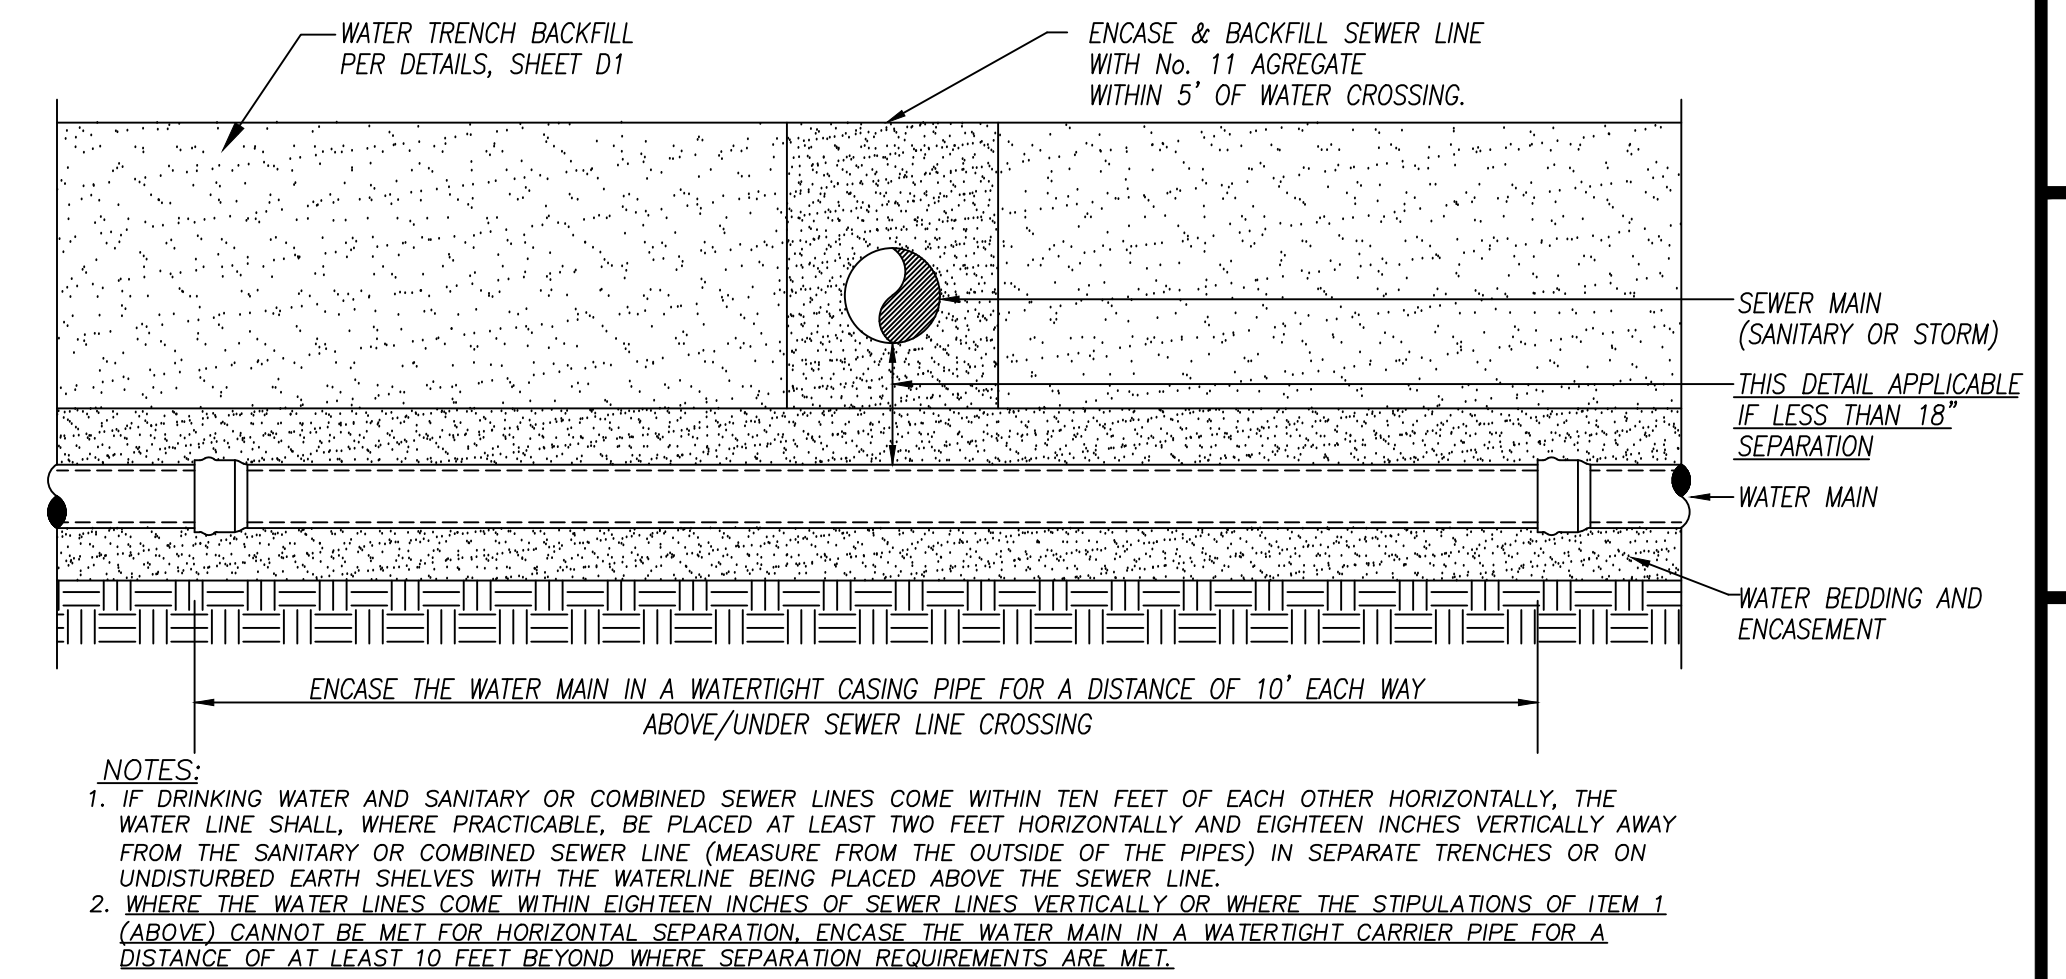 WATER TRENCH BACKFILL
PER DETAILS, SHEET D1
ENCASE & BACKFILL SEWER LINE
WITH No. 11 AGREGATE
WITHIN 5' OF WATER CROSSING.
SEWER MAIN
(SANITARY OR STORM)
THIS DETAIL APPLICABLE
IF LESS THAN 18"
SEPARATION
WATER MAIN
WATER BEDDING AND
ENCASEMENT
ENCASE THE WATER MAIN IN A WATERTIGHT CASING PIPE FOR A DISTANCE OF 10' EACH WAY
ABOVE/UNDER SEWER LINE CROSSING
NOTES:
1. IF DRINKING WATER AND SANITARY OR COMBINED SEWER LINES COME WITHIN TEN FEET OF EACH OTHER HORIZONTALLY, THE
WATER LINE SHALL, WHERE PRACTICABLE, BE PLACED AT LEAST TWO FEET HORIZONTALLY AND EIGHTEEN INCHES VERTICALLY AWAY
FROM THE SANITARY OR COMBINED SEWER LINE (MEASURE FROM THE OUTSIDE OF THE PIPES) IN SEPARATE TRENCHES OR ON
UNDISTURBED EARTH SHELVES WITH THE WATERLINE BEING PLACED ABOVE THE SEWER LINE.
2. WHERE THE WATER LINES COME WITHIN EIGHTEEN INCHES OF SEWER LINES VERTICALLY OR WHERE THE STIPULATIONS OF ITEM 1
(ABOVE) CANNOT BE MET FOR HORIZONTAL SEPARATION, ENCASE THE WATER MAIN IN A WATERTIGHT CARRIER PIPE FOR A
DISTANCE OF AT LEAST 10 FEET BEYOND WHERE SEPARATION REQUIREMENTS ARE MET.